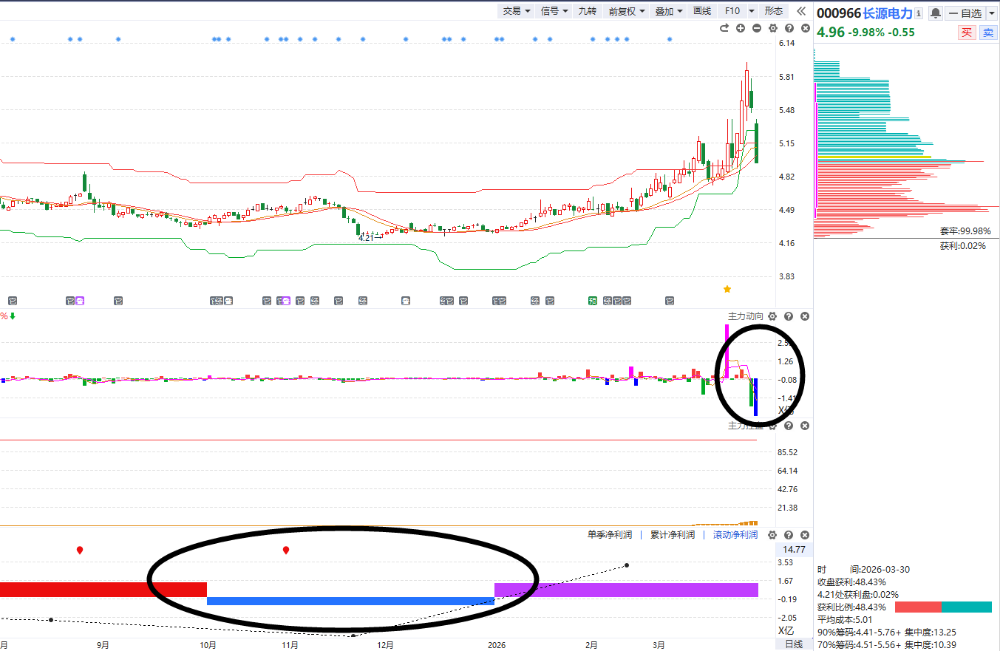 交易 信号 九转 前复权 叠加 画线 F10 形态
000966 长源电力 自选
4.96 -9.98% -0.55 买 卖
6.14
5.81
5.48
5.15
4.82
4.49
4.16
3.83
4.21→
套牢:99.98%
获利:0.02%
%
主力动向
1.26
-0.08
-1.41
X亿
85.52
64.14
42.76
21.38
单季净利润 | 累计净利润 | 滚动净利润
14.77
3.53
1.67
-0.19
-2.05
X亿
月 9月 10月 11月 12月 2026 2月 3月 日线
时 间:2026-03-30
收盘获利:48.43%
4.21处获利盘:0.02%
获利比例:48.43%
平均成本:5.01
90%筹码:4.41-5.76+ 集中度:13.25
70%筹码:4.51-5.56+ 集中度:10.39